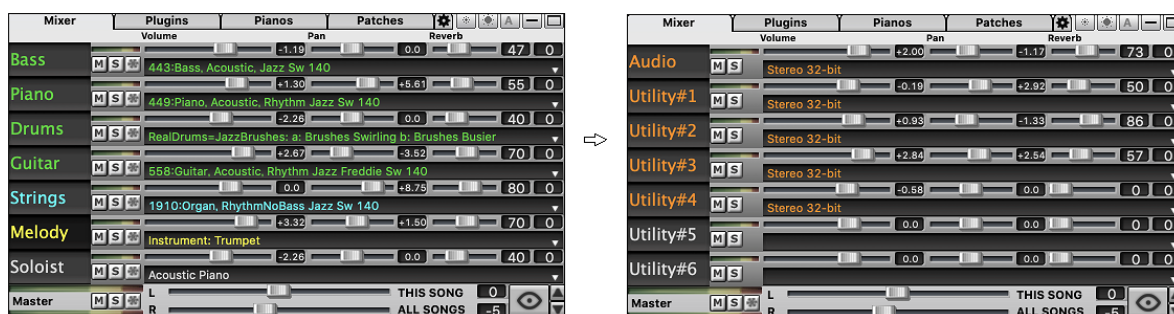 Mixer Plugins Pianos Patches A
Volume Pan Reverb
Bass -1.19 0.0 47 0
M S 443:Bass, Acoustic, Jazz Sw 140
Piano +1.30 +5.61 55 0
M S 449:Piano, Acoustic, Rhythm Jazz Sw 140
Drums -2.26 0.0 40 0
M S RealDrums=JazzBrushes: a: Brushes Swirling b: Brushes Busier
Guitar +2.67 -3.52 70 0
M S 558:Guitar, Acoustic, Rhythm Jazz Freddie Sw 140
Strings 0.0 +8.75 80 0
M S 1910:Organ, RhythmNoBass Jazz Sw 140
Melody +3.32 +1.50 70 0
M S Instrument: Trumpet
Soloist -2.26 0.0 40 0
M S Acoustic Piano
Master M S L THIS SONG 0
R ALL SONGS -5
Mixer Plugins Pianos Patches A
Volume Pan Reverb
Audio +2.00 -1.17 73 0
M S Stereo 32-bit
Utility#1 -0.19 +2.92 50 0
M S Stereo 32-bit
Utility#2 +0.93 -1.33 86 0
M S Stereo 32-bit
Utility#3 +2.84 +2.54 57 0
M S Stereo 32-bit
Utility#4 -0.58 0.0 0 0
M S Stereo 32-bit
Utility#5 0.0 0.0 0 0
M S
Utility#6 0.0 0.0 0 0
M S
Master M S L THIS SONG 0
R ALL SONGS -5